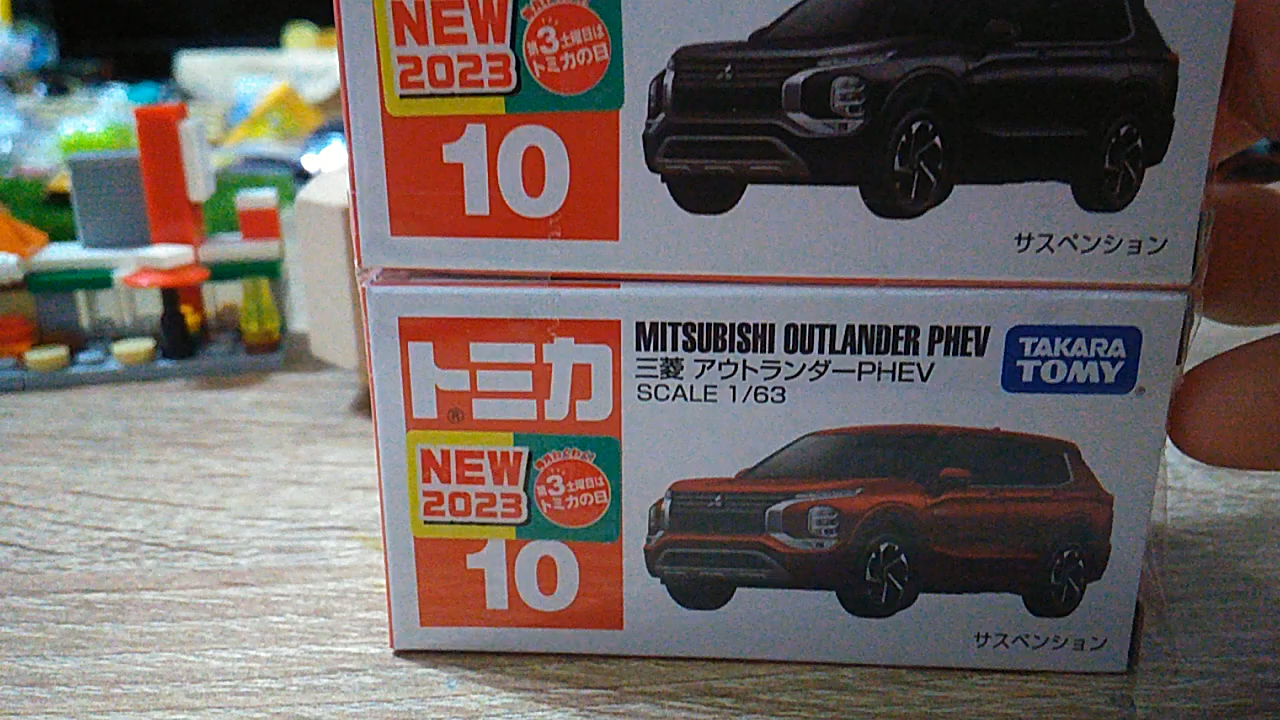 NEW
2023
第3土曜日は
トミカの日
10
サスペンション
トミカ
®
MITSUBISHI OUTLANDER PHEV
三菱 アウトランダーPHEV
SCALE 1/63
TAKARA
TOMY
®
NEW
2023
第3土曜日は
トミカの日
10
サスペンション